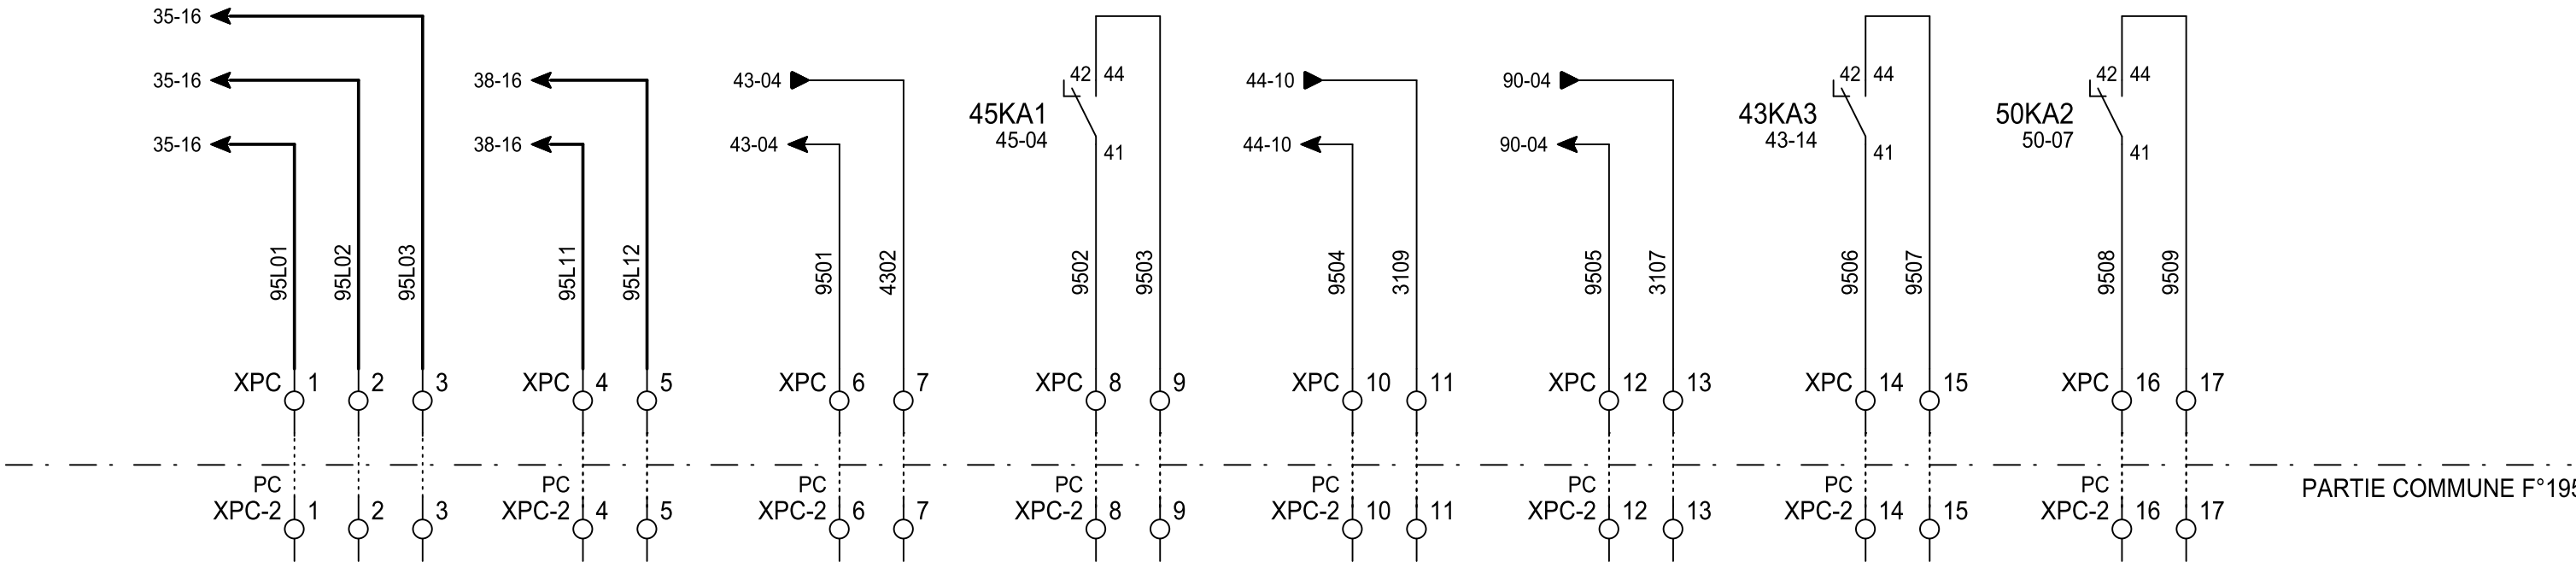 35-16
35-16 38-16 43-04 42 44 44-10 90-04 42 44 42 44
45KA1 43KA3 50KA2
35-16 38-16 43-04 45-04 41 44-10 90-04 43-14 41 50-07 41
95L01 95L02 95L03 95L11 95L12 9501 4302 9502 9503 9504 3109 9505 3107 9506 9507 9508 9509
XPC 1 2 3 XPC 4 5 XPC 6 7 XPC 8 9 XPC 10 11 XPC 12 13 XPC 14 15 XPC 16 17
PC PC PC PC PC PC PC PC PARTIE COMMUNE F°195
XPC-2 1 2 3 XPC-2 4 5 XPC-2 6 7 XPC-2 8 9 XPC-2 10 11 XPC-2 12 13 XPC-2 14 15 XPC-2 16 17